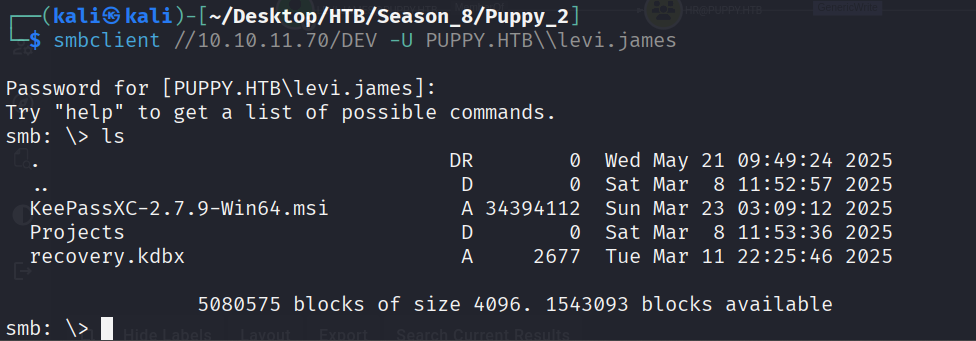 ┌──(kali㉿kali)-[~/Desktop/HTB/Season_8/Puppy_2]
└─$ smbclient //10.10.11.70/DEV -U PUPPY.HTB\\levi.james
Password for [PUPPY.HTB\levi.james]:
Try "help" to get a list of possible commands.
smb: \> ls
  .                                  DR        0  Wed May 21 09:49:24 2025
  ..                                  D        0  Sat Mar  8 11:52:57 2025
  KeePassXC-2.7.9-Win64.msi           A 34394112  Sun Mar 23 03:09:12 2025
  Projects                            D        0  Sat Mar  8 11:53:36 2025
  recovery.kdbx                       A     2677  Tue Mar 11 22:25:46 2025
                5080575 blocks of size 4096. 1543093 blocks available
smb: \>
Hide Labels Layout Export Search Current Results